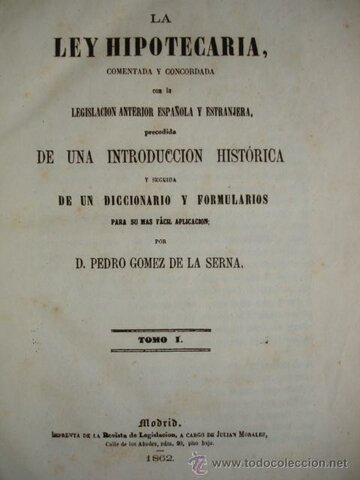 LA
LEY HIPOTECARIA,
COMENTADA Y CONCORDADA
con la
LEGISLACION ANTERIOR ESPAÑOLA Y ESTRANJERA,
precedida
DE UNA INTRODUCCION HISTÓRICA
Y SEGUIDA
DE UN DICCIONARIO Y FORMULARIOS
PARA SU MAS FÁCIL APLICACION;
POR
D. PEDRO GOMEZ DE LA SERNA.
TOMO I.
Madrid.
IMPRENTA DE LA Revista de Legislacion, A CARGO DE JULIAN MORALES,
Calle de los Abades, núm. 20, piso bajo.
1862.
todocoleccion
www.todocoleccion.net